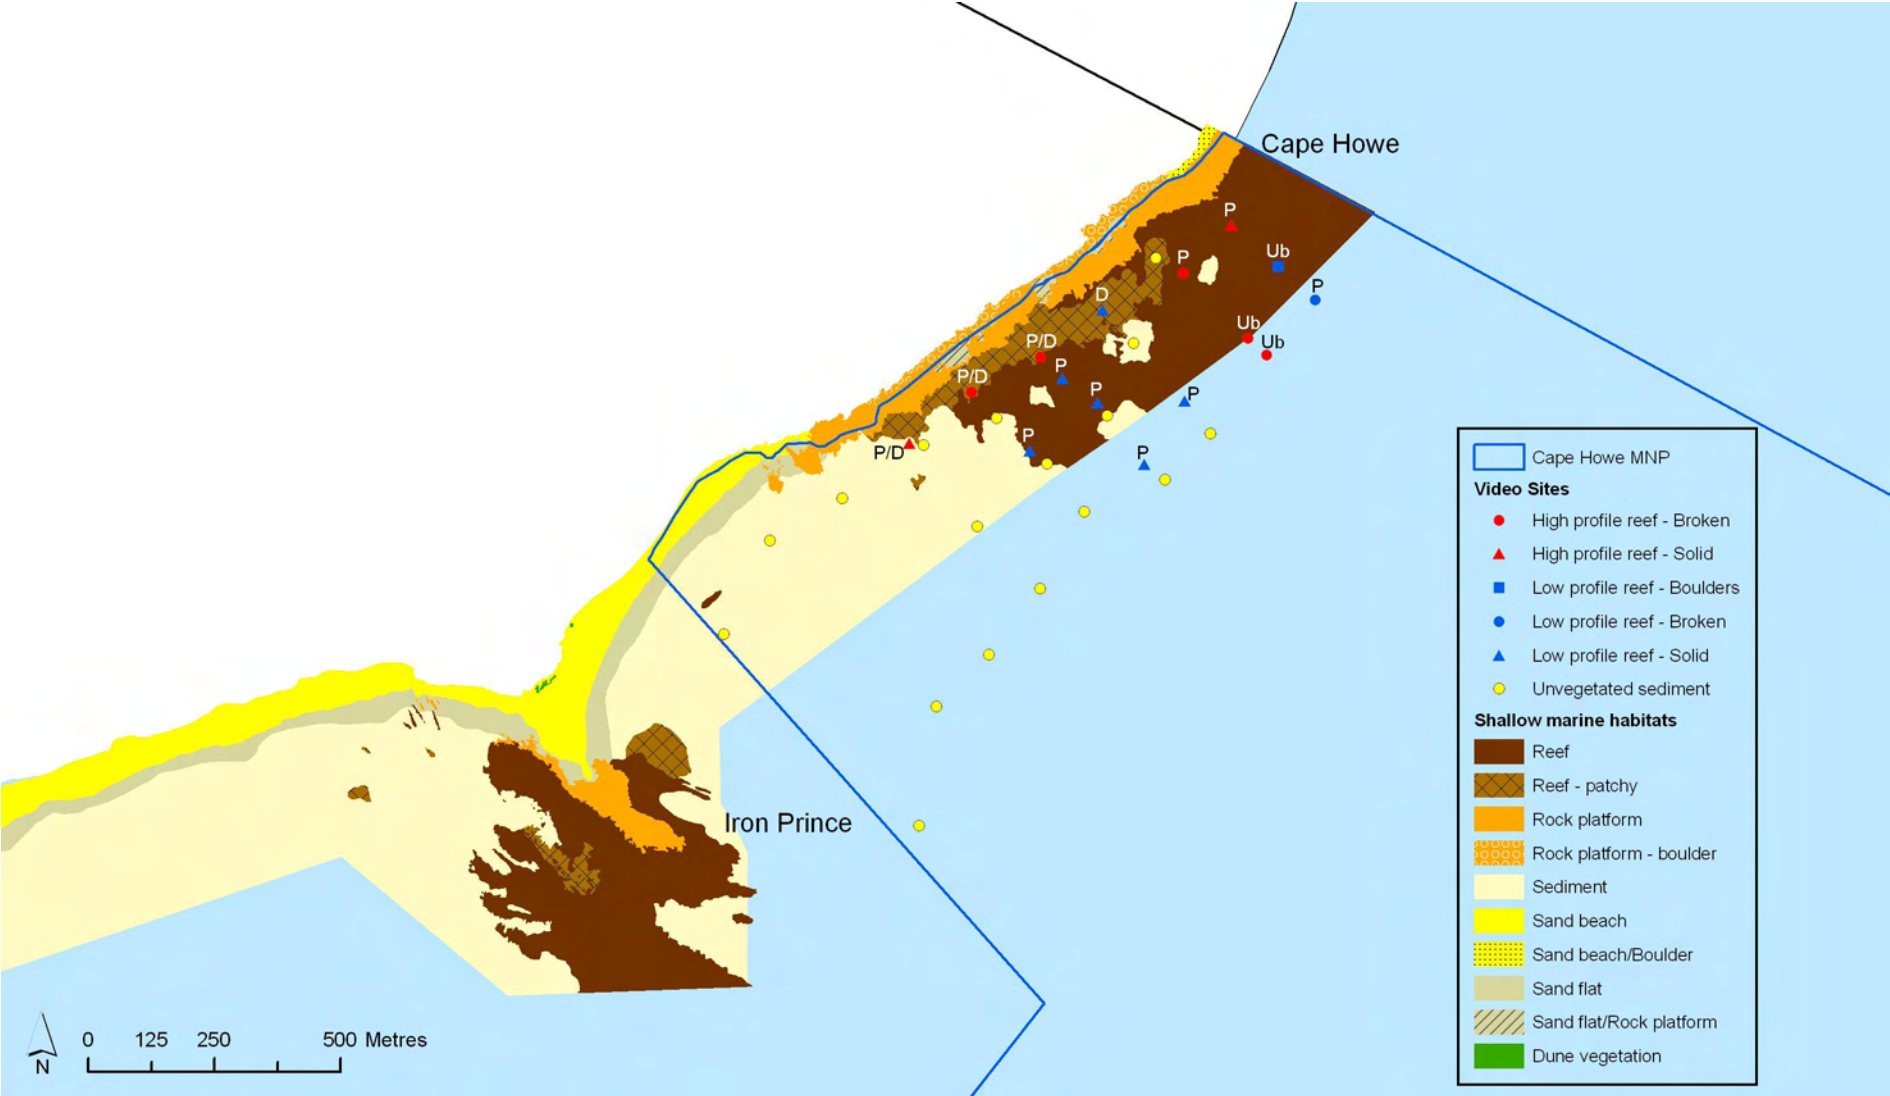 Cape Howe
P
Ub
P
P
D
Ub
Ub
P/D
P
P/D
P
P
P
P/D
P
Iron Prince
Cape Howe MNP
Video Sites
High profile reef - Broken
High profile reef - Solid
Low profile reef - Boulders
Low profile reef - Broken
Low profile reef - Solid
Unvegetated sediment
Shallow marine habitats
Reef
Reef - patchy
Rock platform
Rock platform - boulder
Sediment
Sand beach
Sand beach/Boulder
Sand flat
Sand flat/Rock platform
Dune vegetation
0 125 250 500 Metres
N